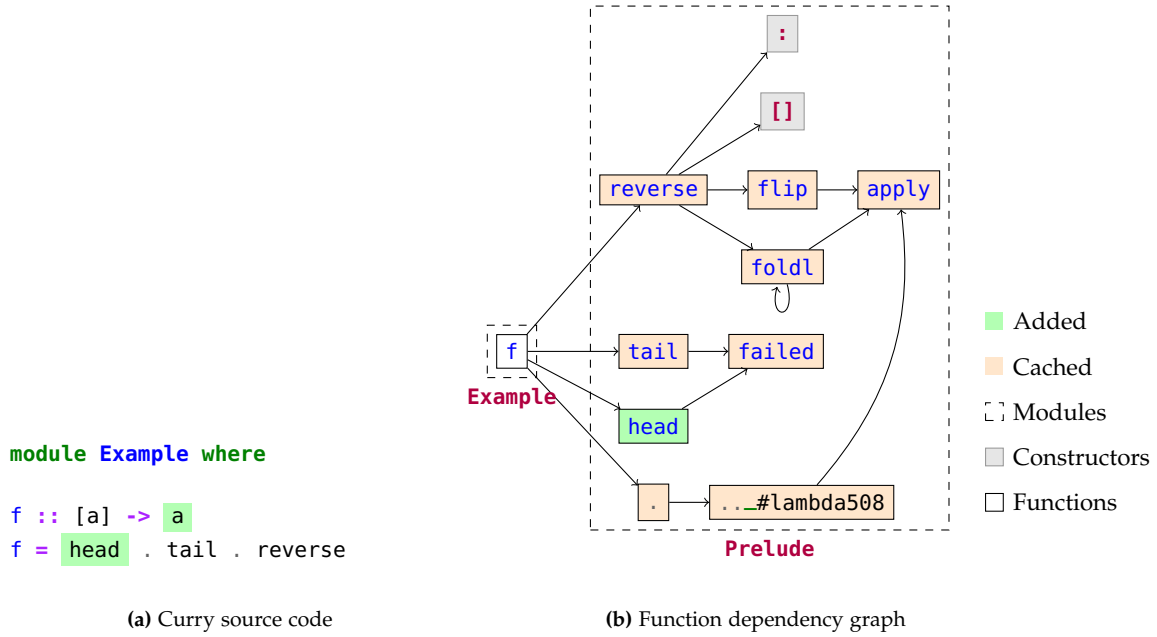 :
[]
reverse
flip
apply
foldl
f
tail
failed
Example
head
.
.._#lambda508
Prelude
Added
Cached
Modules
Constructors
Functions
module Example where
f :: [a] -> a
f = head . tail . reverse
(a) Curry source code
(b) Function dependency graph